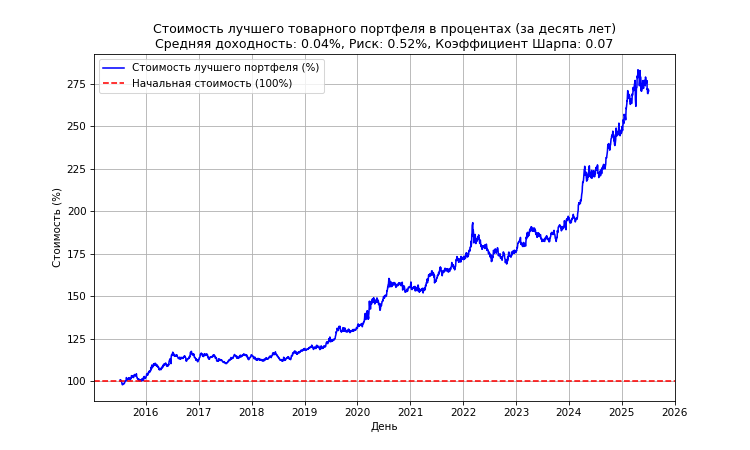 Стоимость лучшего товарного портфеля в процентах (за десять лет)
Средняя доходность: 0.04%, Риск: 0.52%, Коэффициент Шарпа: 0.07
Стоимость лучшего портфеля (%)
Начальная стоимость (100%)
Стоимость (%)
275
250
225
200
175
150
125
100
2016 2017 2018 2019 2020 2021 2022 2023 2024 2025 2026
День